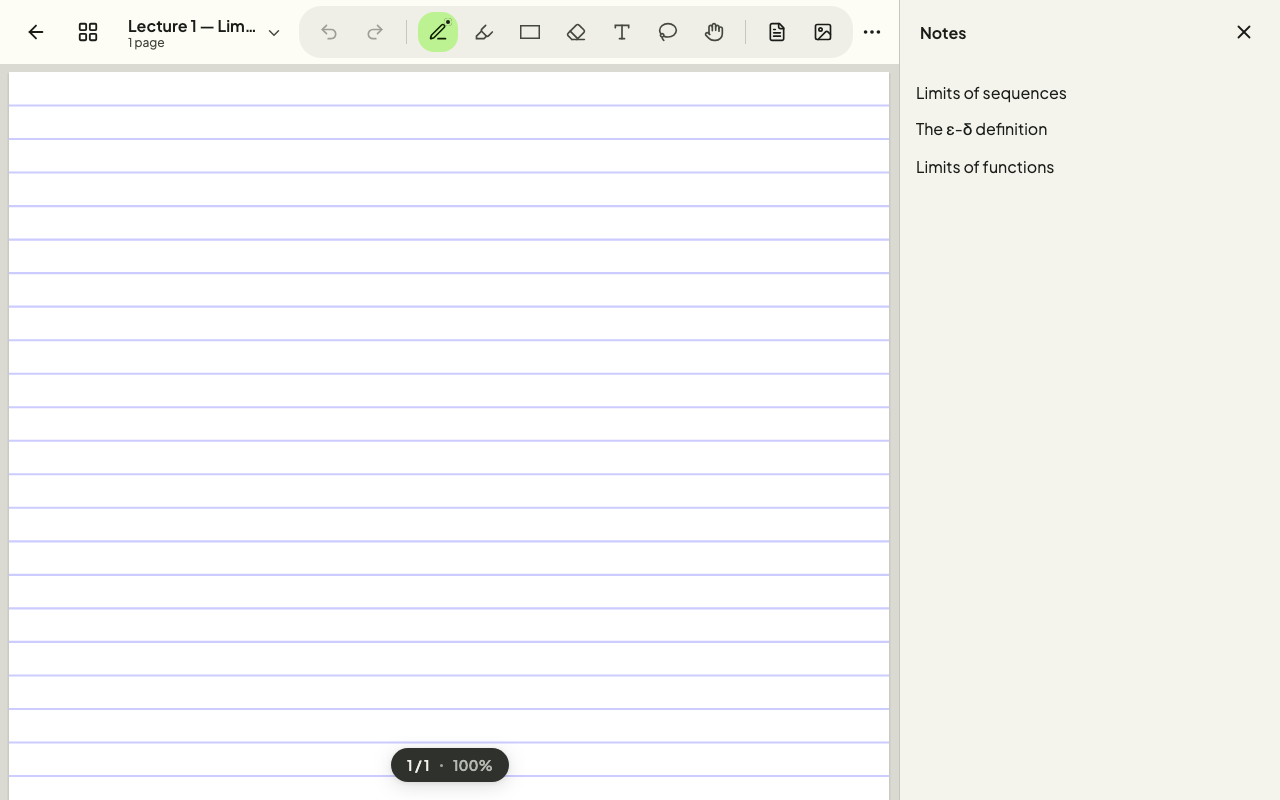 Lecture 1 — Lim...
1 page
Notes
Limits of sequences
The ε-δ definition
Limits of functions
1 / 1 · 100%